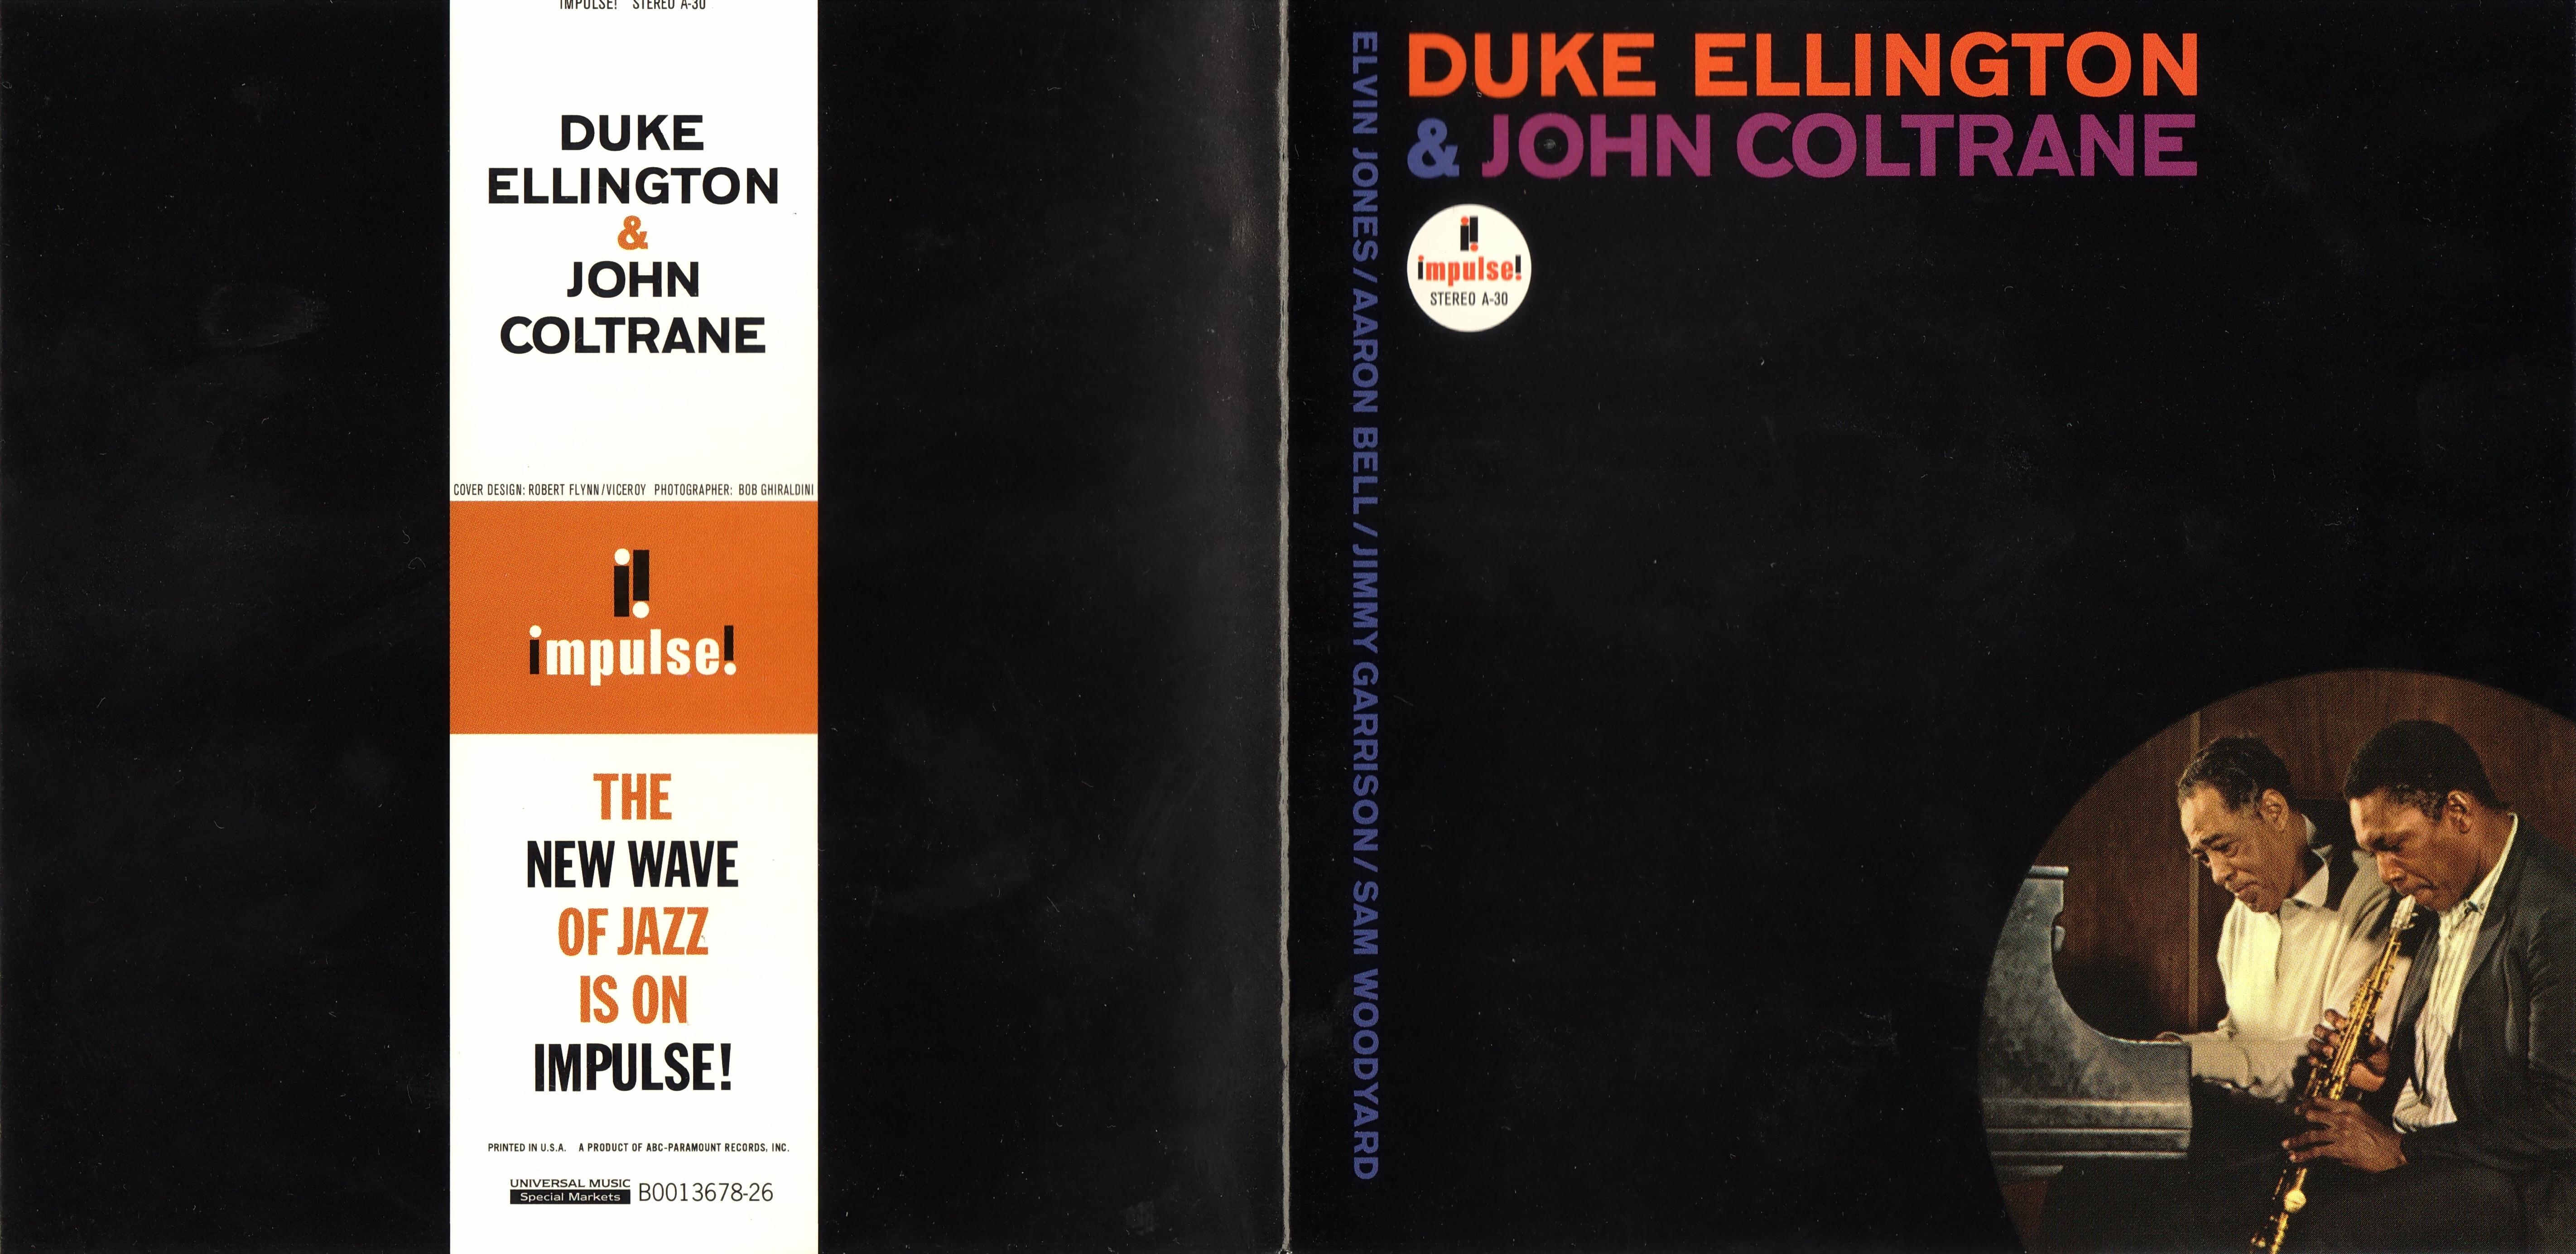 IMPULSE! STEREO A-30
DUKE
ELLINGTON
&
JOHN
COLTRANE
COVER DESIGN: ROBERT FLYNN/VICEROY PHOTOGRAPHER: BOB GHIRALDINI
i!
impulse!
THE
NEW WAVE
OF JAZZ
IS ON
IMPULSE!
PRINTED IN U.S.A. A PRODUCT OF ABC-PARAMOUNT RECORDS, INC.
UNIVERSAL MUSIC
Special Markets
B0013678-26
ELVIN JONES/AARON BELL/JIMMY GARRISON/SAM WOODYARD
DUKE ELLINGTON
& JOHN COLTRANE
i!
impulse!
STEREO A-30